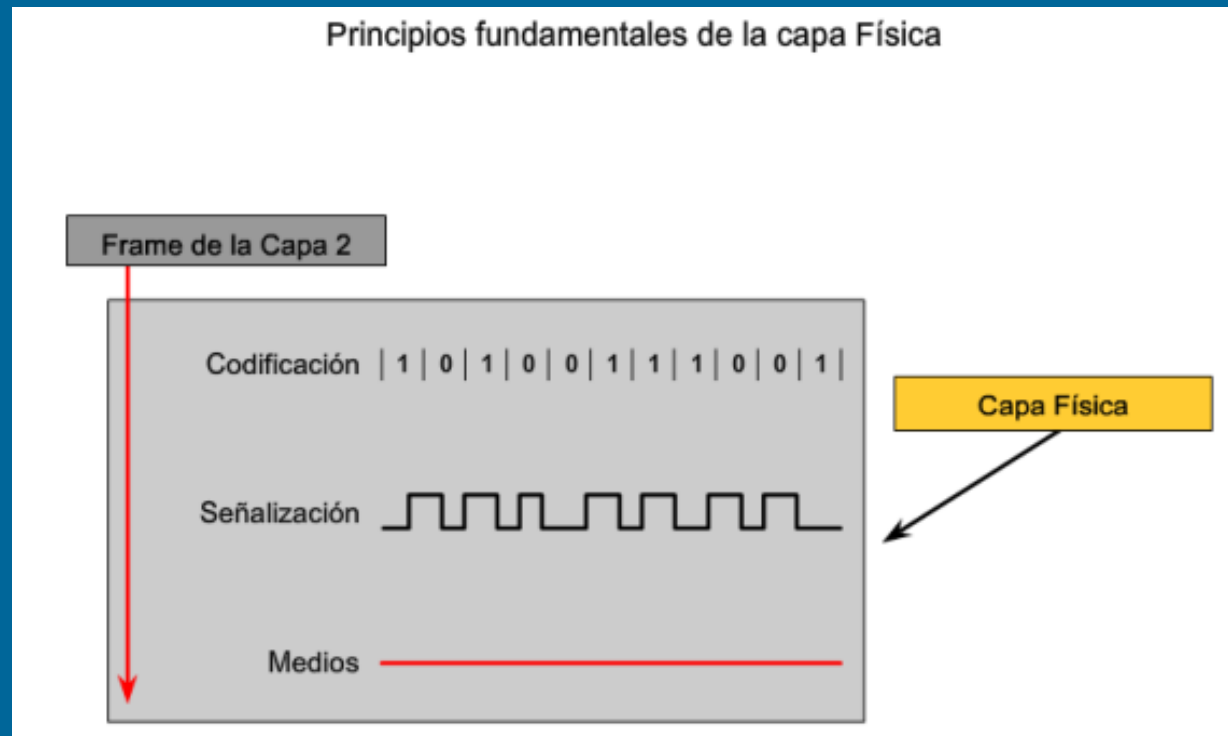 Principios fundamentales de la capa Física
Frame de la Capa 2
Codificación | 1 | 0 | 1 | 0 | 0 | 1 | 1 | 1 | 0 | 0 | 1 |
Capa Física
Señalización
Medios